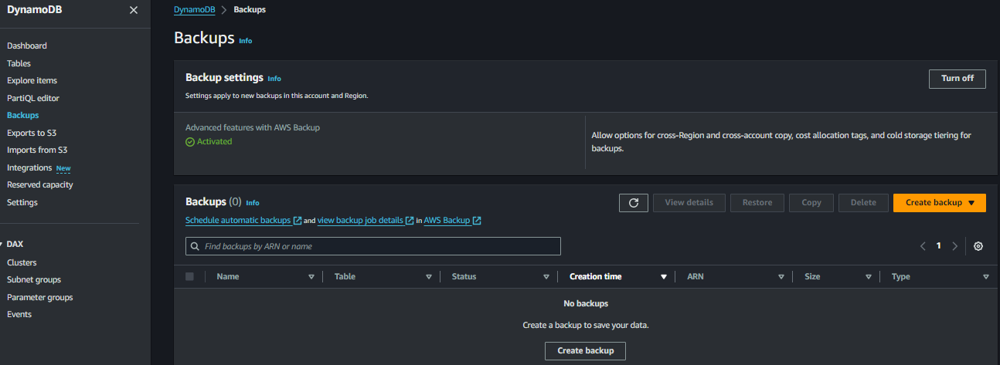 DynamoDB
Dashboard
Tables
Explore items
PartiQL editor
Backups
Exports to S3
Imports from S3
Integrations New
Reserved capacity
Settings
DAX
Clusters
Subnet groups
Parameter groups
Events
DynamoDB Backups
Backups Info
Backup settings Info
Turn off
Settings apply to new backups in this account and Region.
Advanced features with AWS Backup
Activated
Allow options for cross-Region and cross-account copy, cost allocation tags, and cold storage tiering for
backups.
Backups (0) Info
View details Restore Copy Delete Create backup
Schedule automatic backups and view backup job details in AWS Backup
Find backups by ARN or name
1
Name Table Status Creation time ARN Size Type
No backups
Create a backup to save your data.
Create backup